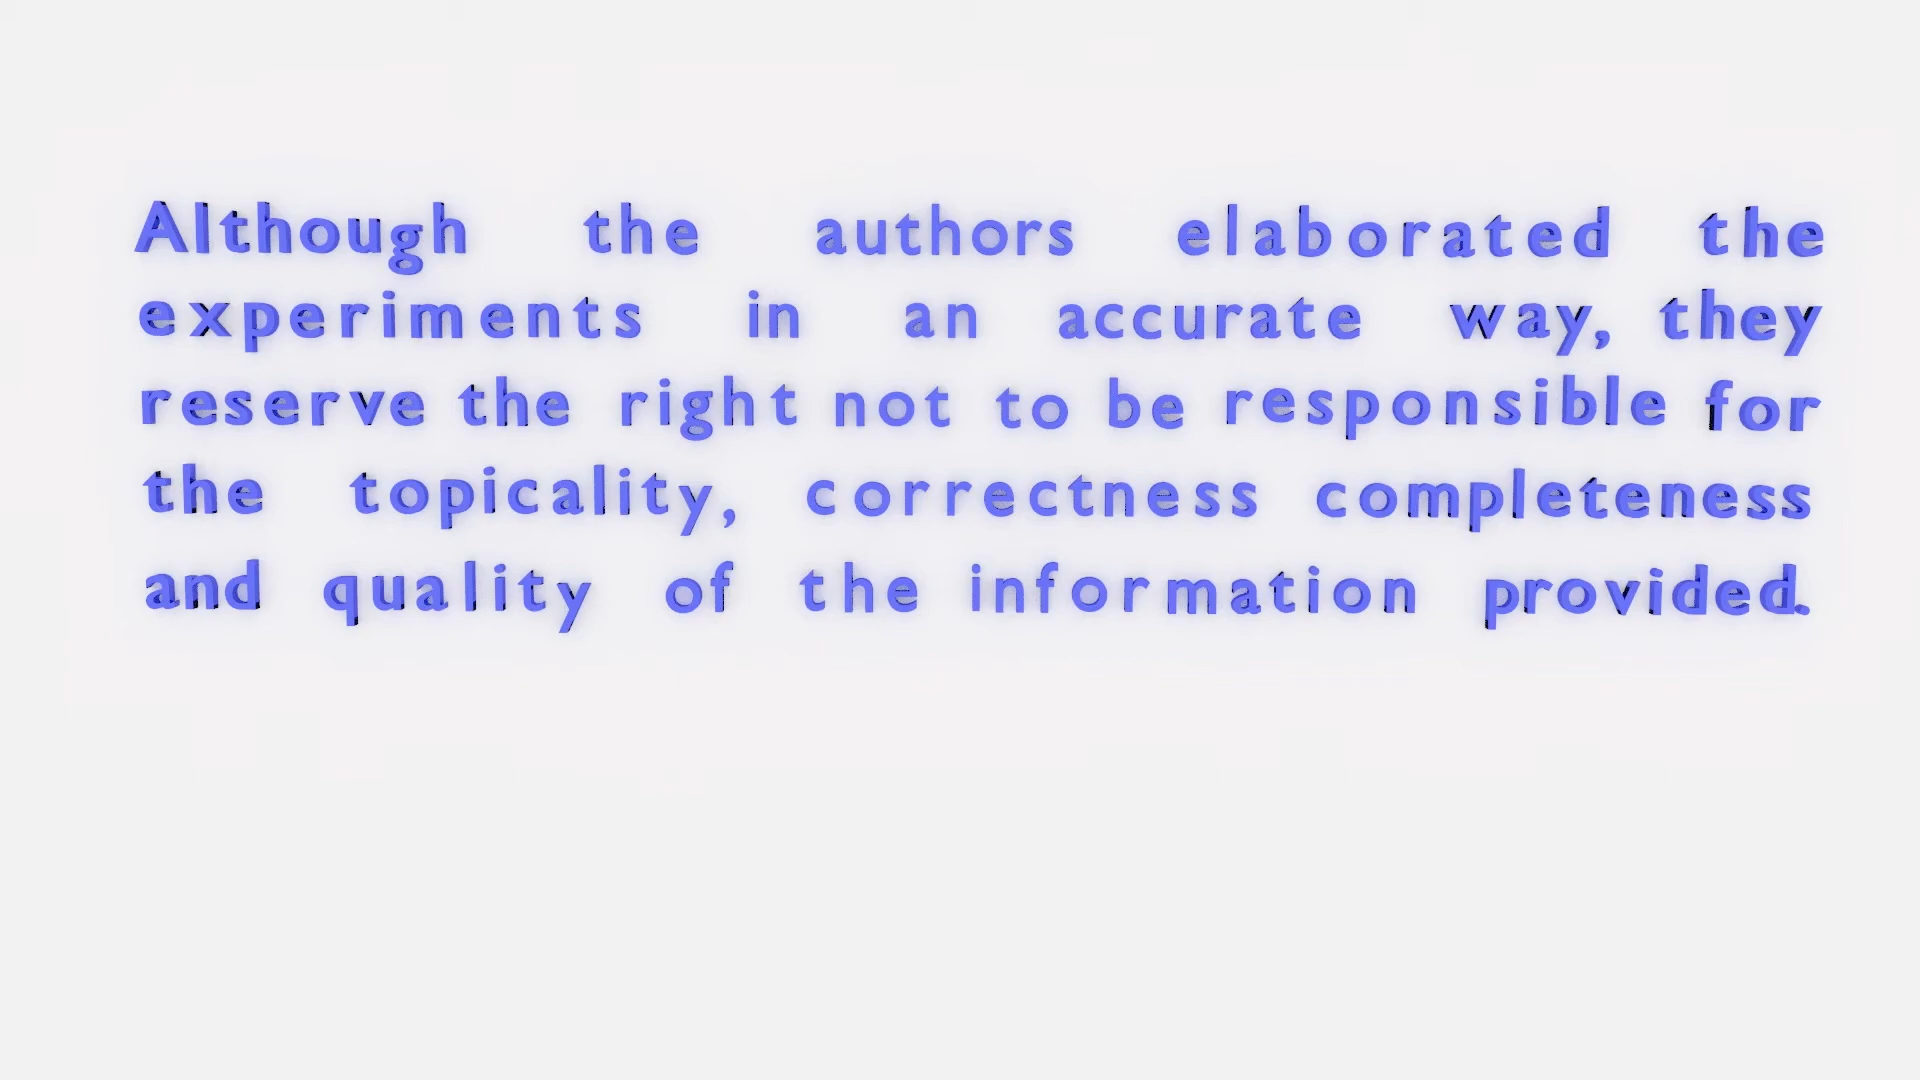 Although the authors elaborated the
experiments in an accurate way, they
reserve the right not to be responsible for
the topicality, correctness completeness
and quality of the information provided.